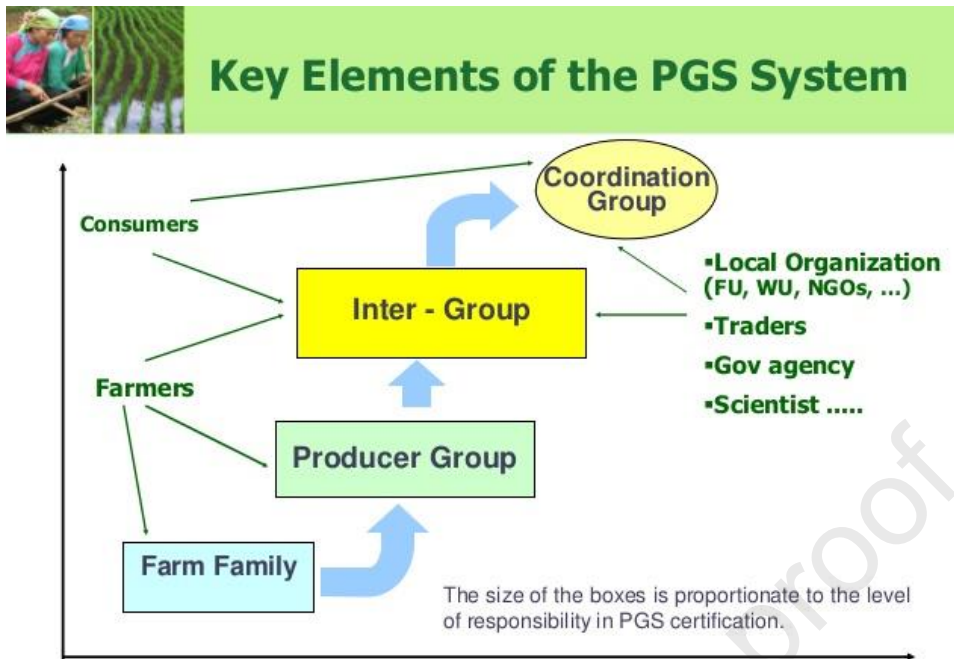 Key Elements of the PGS System
Coordination
Group
Consumers
▪Local Organization
(FU, WU, NGOs, ...)
▪Traders
▪Gov agency
▪Scientist .....
Inter - Group
Farmers
Producer Group
Farm Family
The size of the boxes is proportionate to the level
of responsibility in PGS certification.
proof